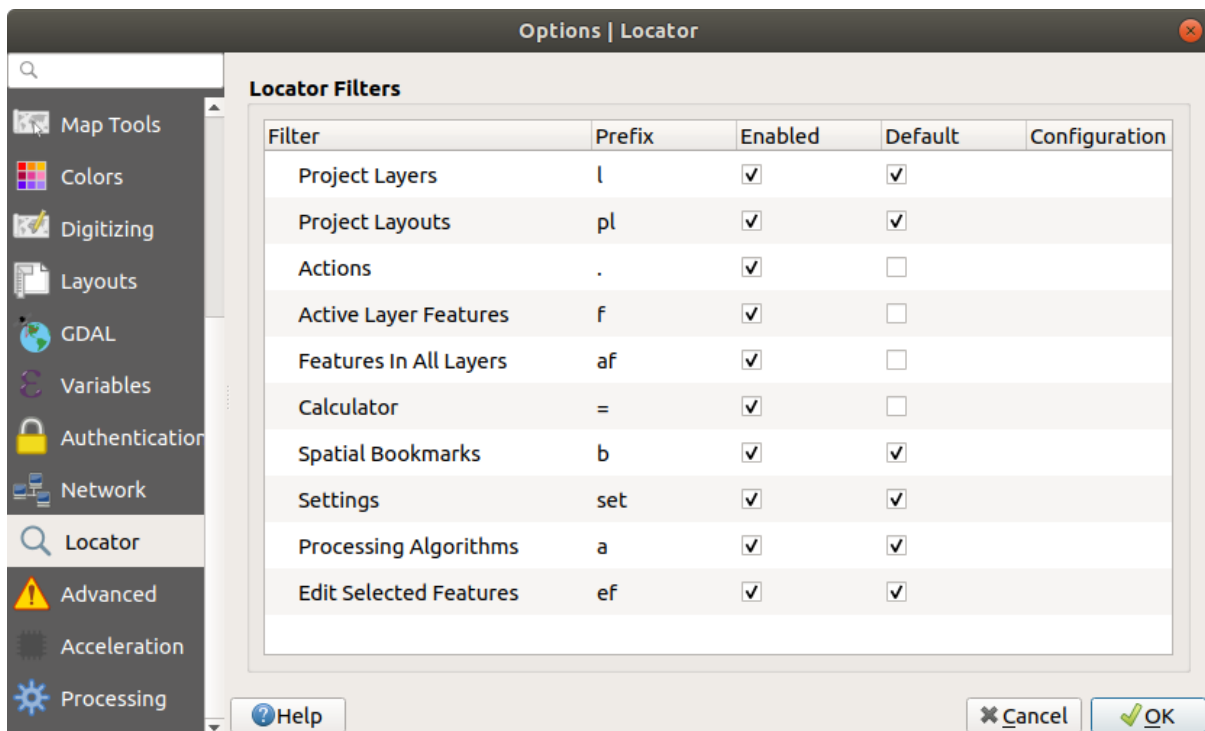 Options | Locator
Map Tools
Colors
Digitizing
Layouts
GDAL
Variables
Authentication
Network
Locator
Advanced
Acceleration
Processing
Locator Filters
Filter Prefix Enabled Default Configuration
Project Layers l
Project Layouts pl
Actions .
Active Layer Features f
Features In All Layers af
Calculator =
Spatial Bookmarks b
Settings set
Processing Algorithms a
Edit Selected Features ef
Help
Cancel
OK